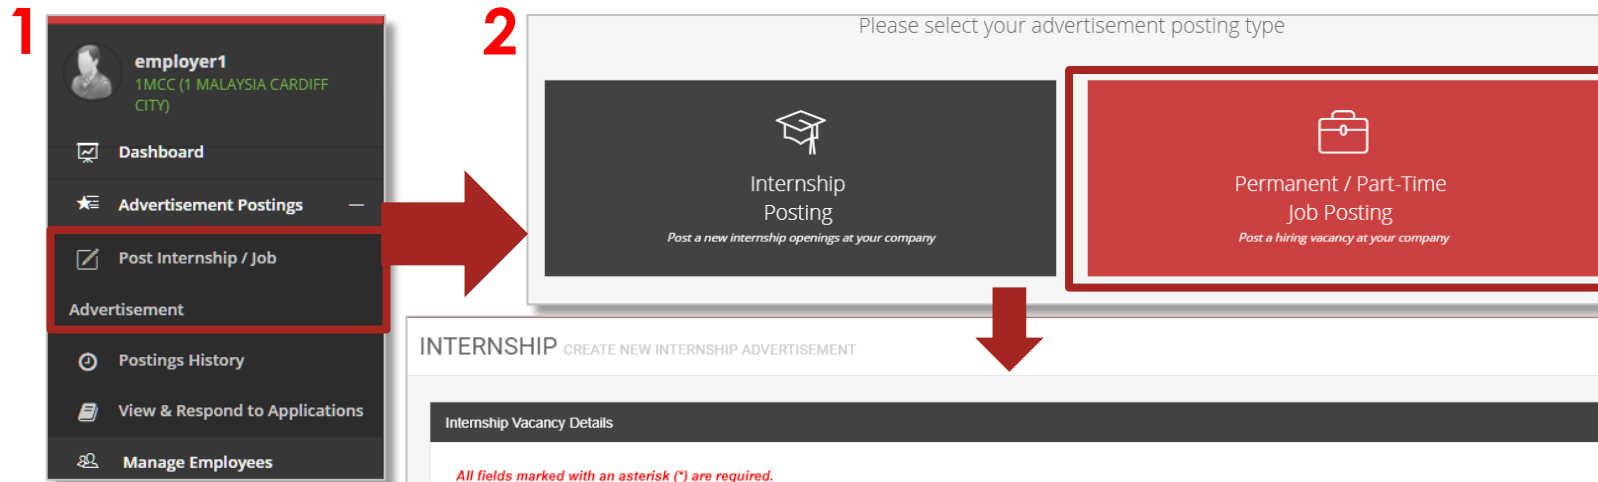 1
employer1
1MCC (1 MALAYSIA CARDIFF
CITY)
Dashboard
Advertisement Postings
Post Internship / Job
Advertisement
Postings History
View & Respond to Applications
Manage Employees
2
Please select your advertisement posting type
Internship
Posting
Post a new internship openings at your company
Permanent / Part-Time
Job Posting
Post a hiring vacancy at your company
INTERNSHIP CREATE NEW INTERNSHIP ADVERTISEMENT
Internship Vacancy Details
All fields marked with an asterisk (*) are required.